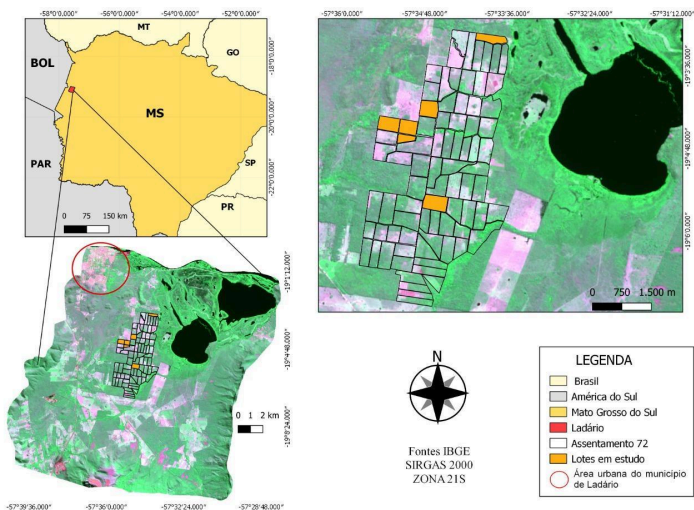 -58°0'0.000"
-56°0'0.000"
-54°0'0.000"
-52°0'0.000"
MT
GO
BOL
MS
PAR
SP
PR
-18°0'0.000"
-20°0'0.000"
-22°0'0.000"
0 75 150 km
-57°36'0.000"
-57°34'48.000"
-57°33'36.000"
-57°32'24.000"
-57°31'12.000"
-19°3'36.000"
-19°4'48.000"
-19°6'0.000"
0 750 1.500 m
-19°1'12.000"
-19°4'48.000"
-19°8'24.000"
0 1 2 km
-57°39'36.000"
-57°36'0.000"
-57°32'24.000"
-57°28'48.000"
N
Fontes IBGE
SIRGAS 2000
ZONA 21S
LEGENDA
Brasil
América do Sul
Mato Grosso do Sul
Ladário
Assentamento 72
Lotes em estudo
Área urbana do municipio
de Ladário